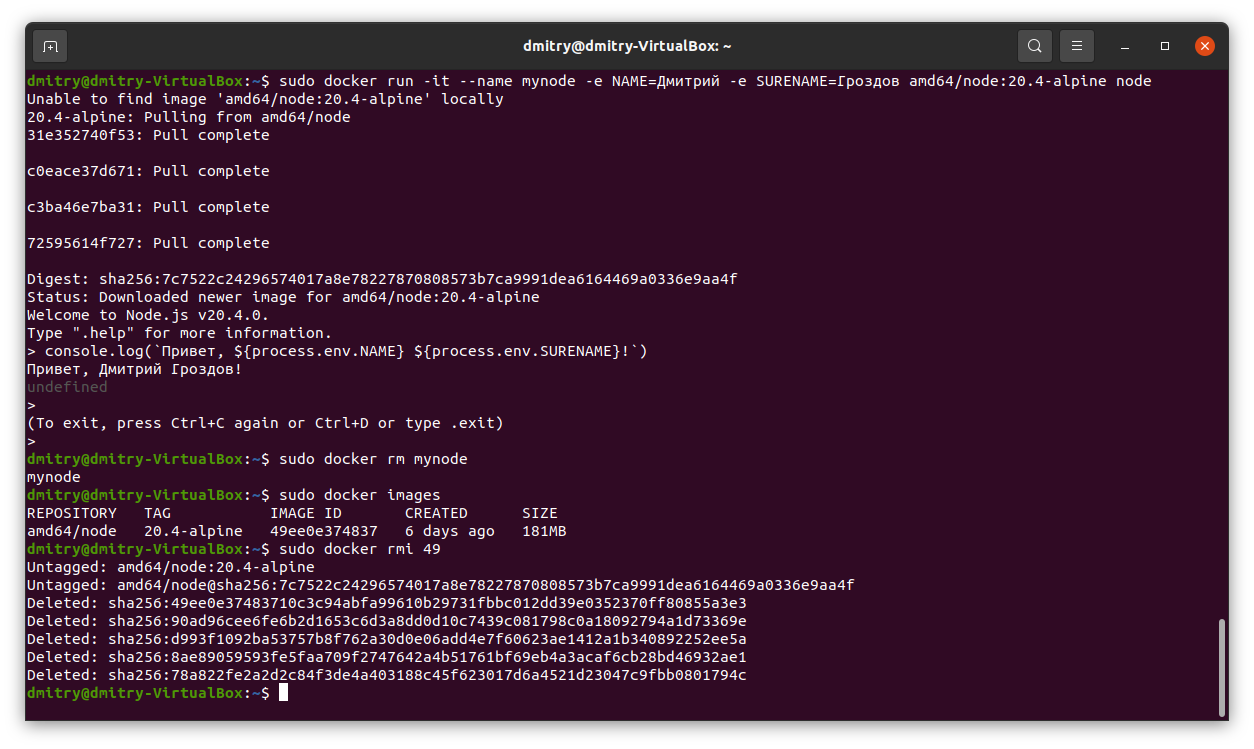 dmitry@dmitry-VirtualBox: ~
dmitry@dmitry-VirtualBox:~$ sudo docker run -it --name mynode -e NAME=Дмитрий -e SURENAME=Гроздов amd64/node:20.4-alpine node
Unable to find image 'amd64/node:20.4-alpine' locally
20.4-alpine: Pulling from amd64/node
31e352740f53: Pull complete
c0eace37d671: Pull complete
c3ba46e7ba31: Pull complete
72595614f727: Pull complete
Digest: sha256:7c7522c24296574017a8e78227870808573b7ca9991dea6164469a0336e9aa4f
Status: Downloaded newer image for amd64/node:20.4-alpine
Welcome to Node.js v20.4.0.
Type ".help" for more information.
> console.log(`Привет, ${process.env.NAME} ${process.env.SURENAME}!`)
Привет, Дмитрий Гроздов!
undefined
>
(To exit, press Ctrl+C again or Ctrl+D or type .exit)
>
dmitry@dmitry-VirtualBox:~$ sudo docker rm mynode
mynode
dmitry@dmitry-VirtualBox:~$ sudo docker images
REPOSITORY   TAG           IMAGE ID       CREATED      SIZE
amd64/node   20.4-alpine   49ee0e374837   6 days ago   181MB
dmitry@dmitry-VirtualBox:~$ sudo docker rmi 49
Untagged: amd64/node:20.4-alpine
Untagged: amd64/node@sha256:7c7522c24296574017a8e78227870808573b7ca9991dea6164469a0336e9aa4f
Deleted: sha256:49ee0e37483710c3c94abfa99610b29731fbbc012dd39e0352370ff80855a3e3
Deleted: sha256:90ad96cee6fe6b2d1653c6d3a8dd0d10c7439c081798c0a18092794a1d73369e
Deleted: sha256:d993f1092ba53757b8f762a30d0e06add4e7f60623ae1412a1b340892252ee5a
Deleted: sha256:8ae89059593fe5faa709f2747642a4b51761bf69eb4a3acaf6cb28bd46932ae1
Deleted: sha256:78a822fe2a2d2c84f3de4a403188c45f623017d6a4521d23047c9fbb0801794c
dmitry@dmitry-VirtualBox:~$